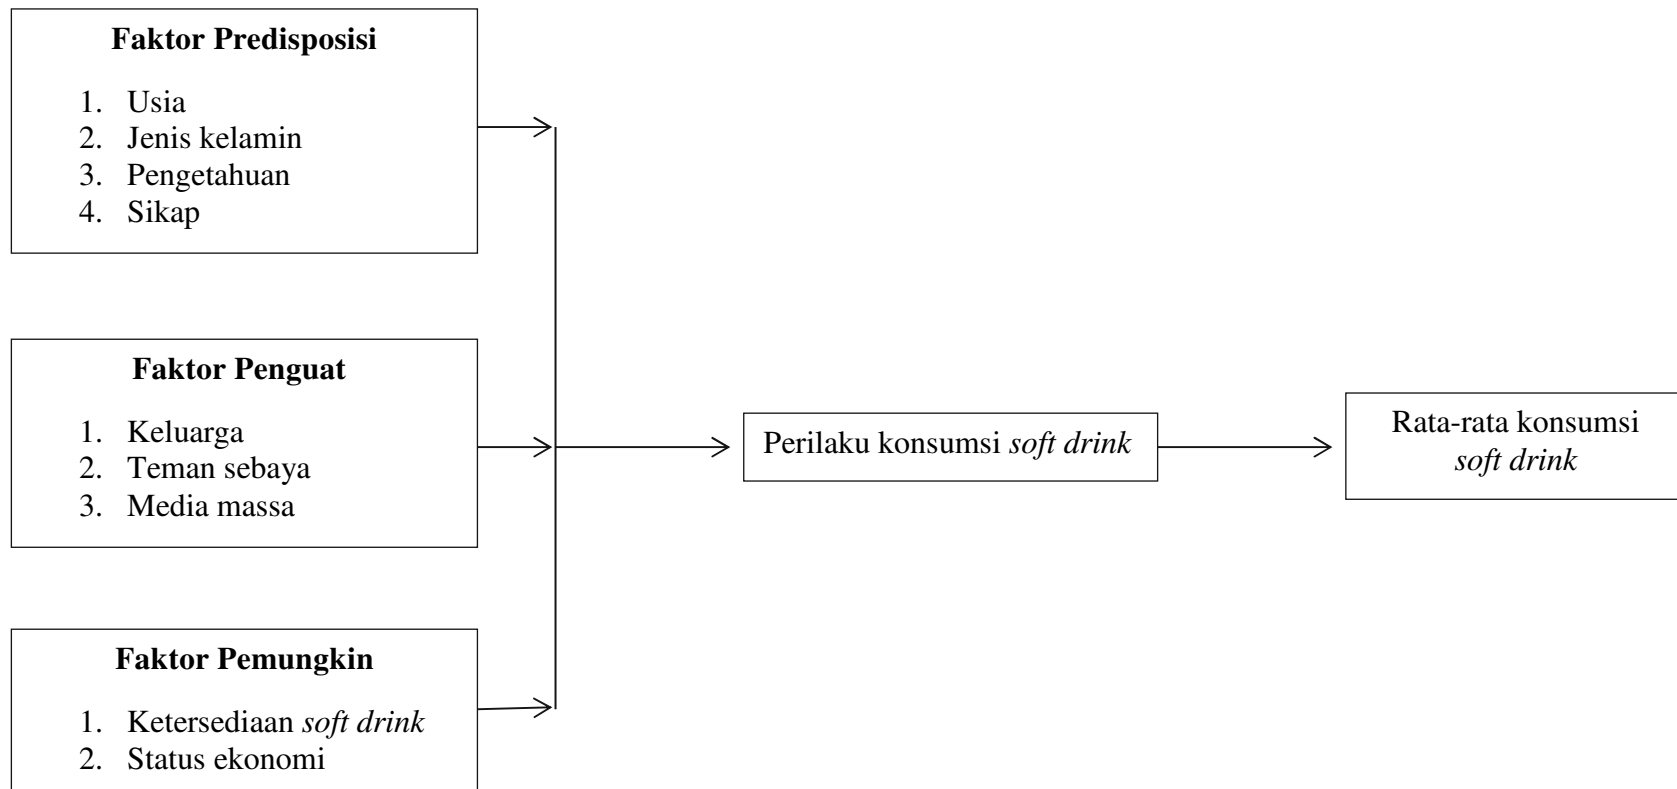 Faktor Predisposisi
1. Usia
2. Jenis kelamin
3. Pengetahuan
4. Sikap
Faktor Penguat
1. Keluarga
2. Teman sebaya
3. Media massa
Faktor Pemungkin
1. Ketersediaan soft drink
2. Status ekonomi
Perilaku konsumsi soft drink
Rata-rata konsumsi
soft drink